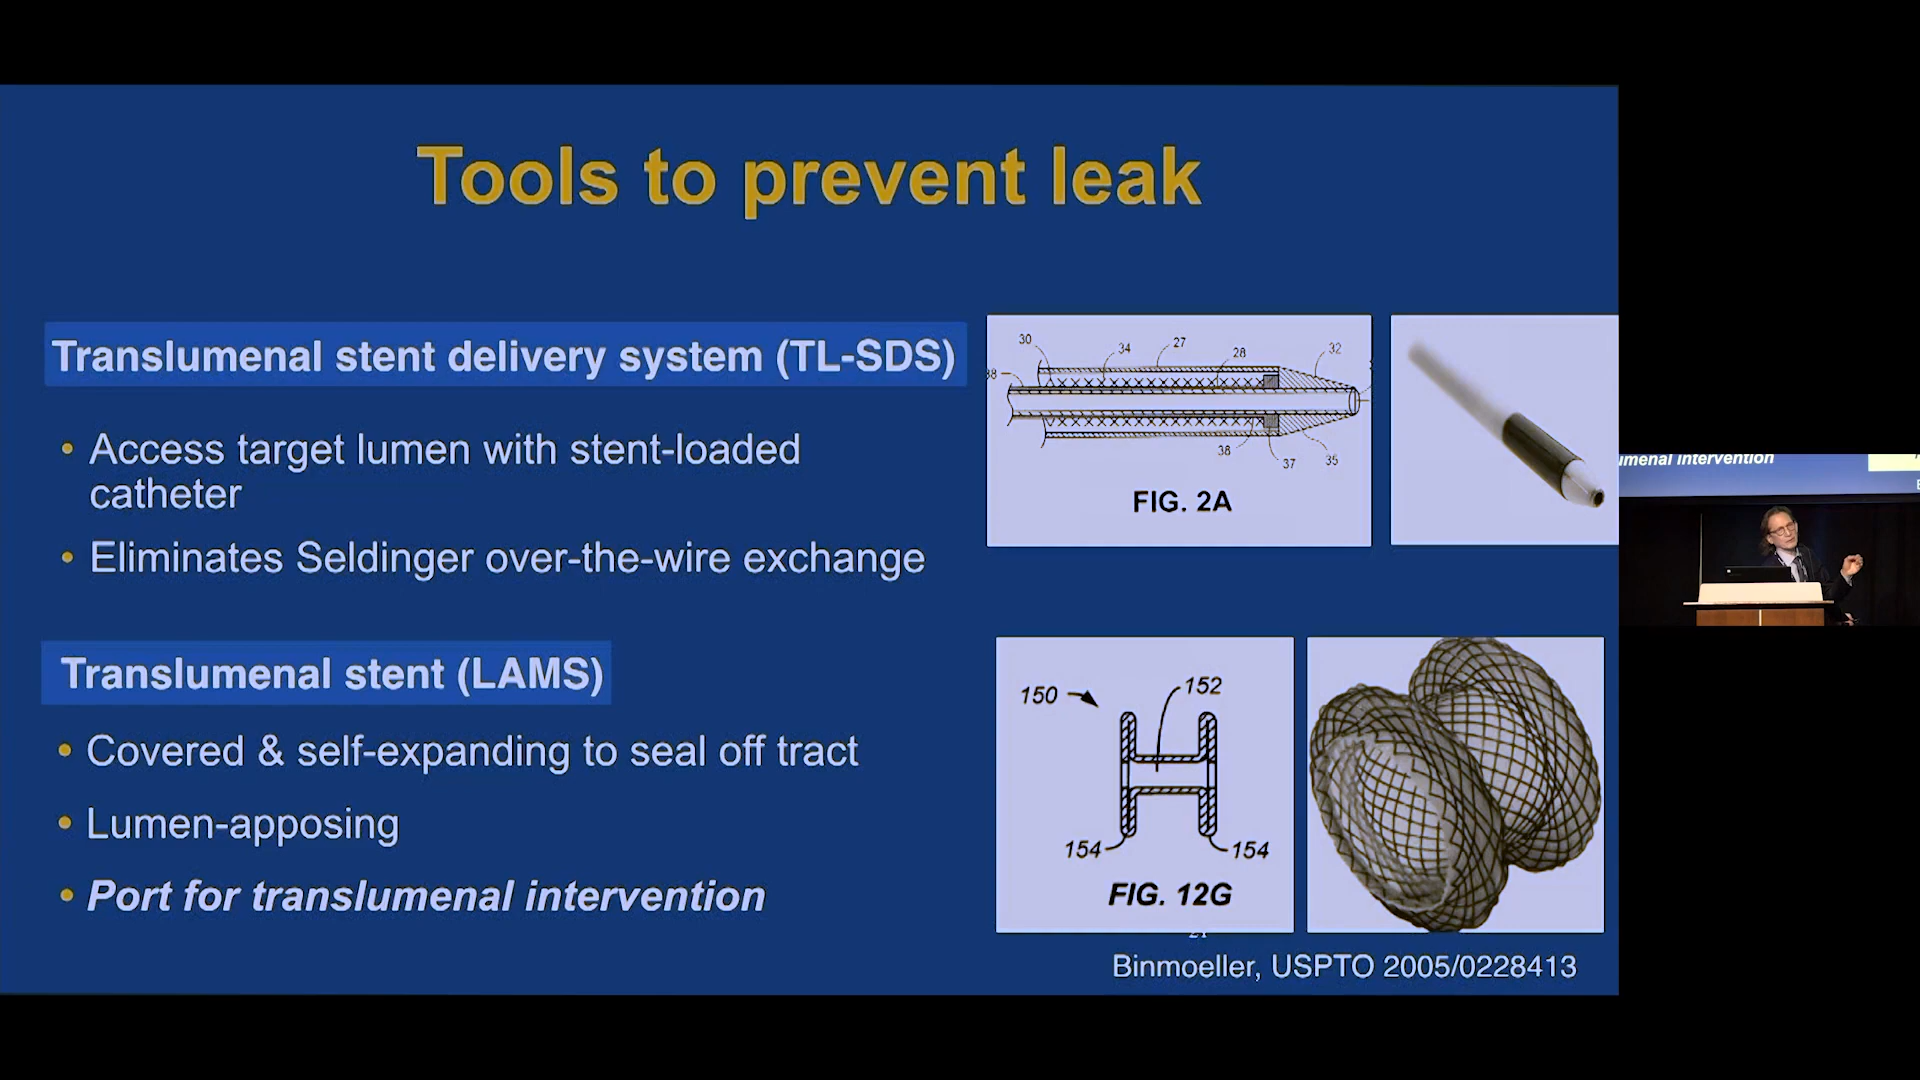 Tools to prevent leak
Translumenal stent delivery system (TL-SDS)
• Access target lumen with stent-loaded
catheter
• Eliminates Seldinger over-the-wire exchange
30
34
27
28
32
38
37
35
FIG. 2A
Translumenal stent (LAMS)
• Covered & self-expanding to seal off tract
• Lumen-apposing
• Port for translumenal intervention
150
152
154
154
FIG. 12G
Binmoeller, USPTO 2005/0228413
umenal intervention